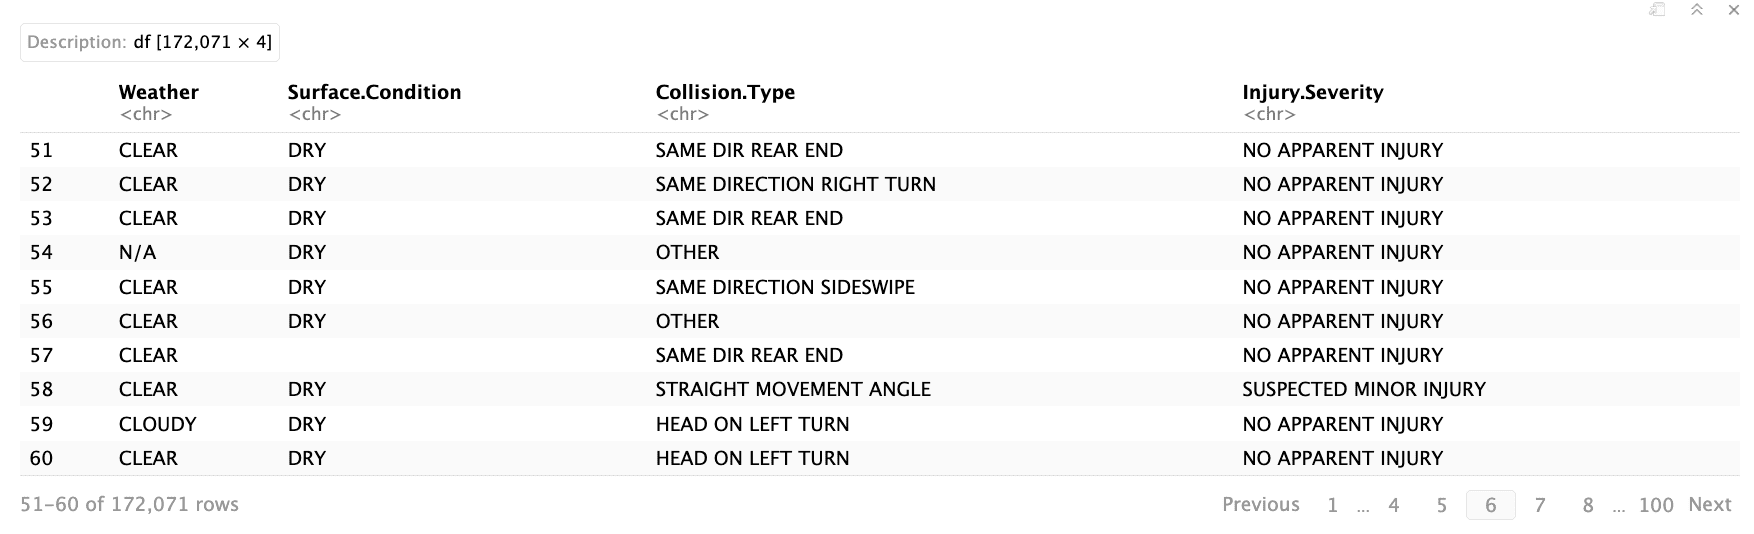 Description: df [172,071 × 4]
Weather Surface.Condition Collision.Type Injury.Severity
<chr> <chr> <chr> <chr>
51 CLEAR DRY SAME DIR REAR END NO APPARENT INJURY
52 CLEAR DRY SAME DIRECTION RIGHT TURN NO APPARENT INJURY
53 CLEAR DRY SAME DIR REAR END NO APPARENT INJURY
54 N/A DRY OTHER NO APPARENT INJURY
55 CLEAR DRY SAME DIRECTION SIDESWIPE NO APPARENT INJURY
56 CLEAR DRY OTHER NO APPARENT INJURY
57 CLEAR SAME DIR REAR END NO APPARENT INJURY
58 CLEAR DRY STRAIGHT MOVEMENT ANGLE SUSPECTED MINOR INJURY
59 CLOUDY DRY HEAD ON LEFT TURN NO APPARENT INJURY
60 CLEAR DRY HEAD ON LEFT TURN NO APPARENT INJURY
51–60 of 172,071 rows Previous 1 ... 4 5 6 7 8 ... 100 Next